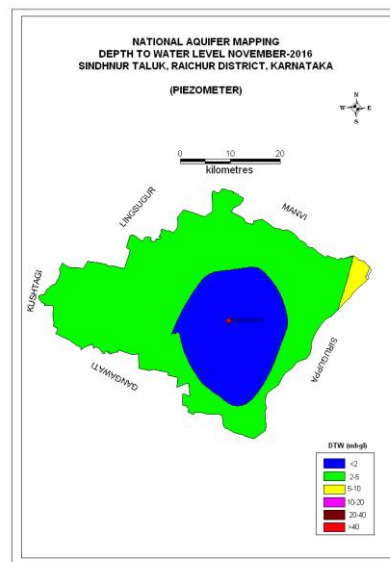 NATIONAL AQUIFER MAPPING
DEPTH TO WATER LEVEL NOVEMBER-2016
SINDHNUR TALUK, RAICHUR DISTRICT, KARNATAKA
(PIEZOMETER)
N
W E
S
0 10 20
kilometres
LINGSUGUR
MANVI
KUSHTAGI
GANGAWATI
SIRUGUPPA
DTW (mbgl)
<2
2-5
5-10
10-20
20-40
>40